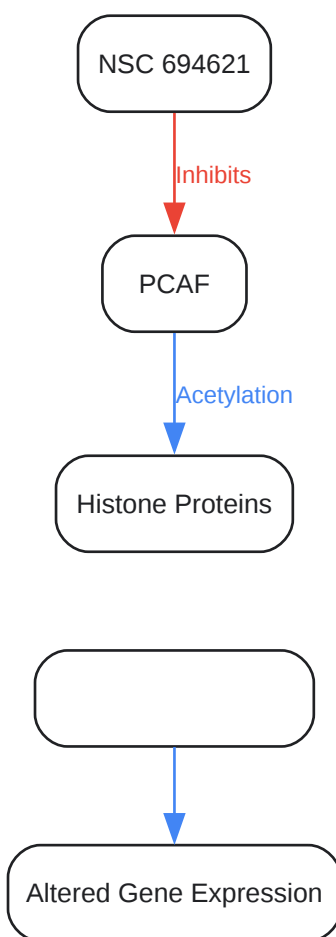 NSC 694621
Inhibits
PCAF
Acetylation
Histone Proteins
Altered Gene Expression